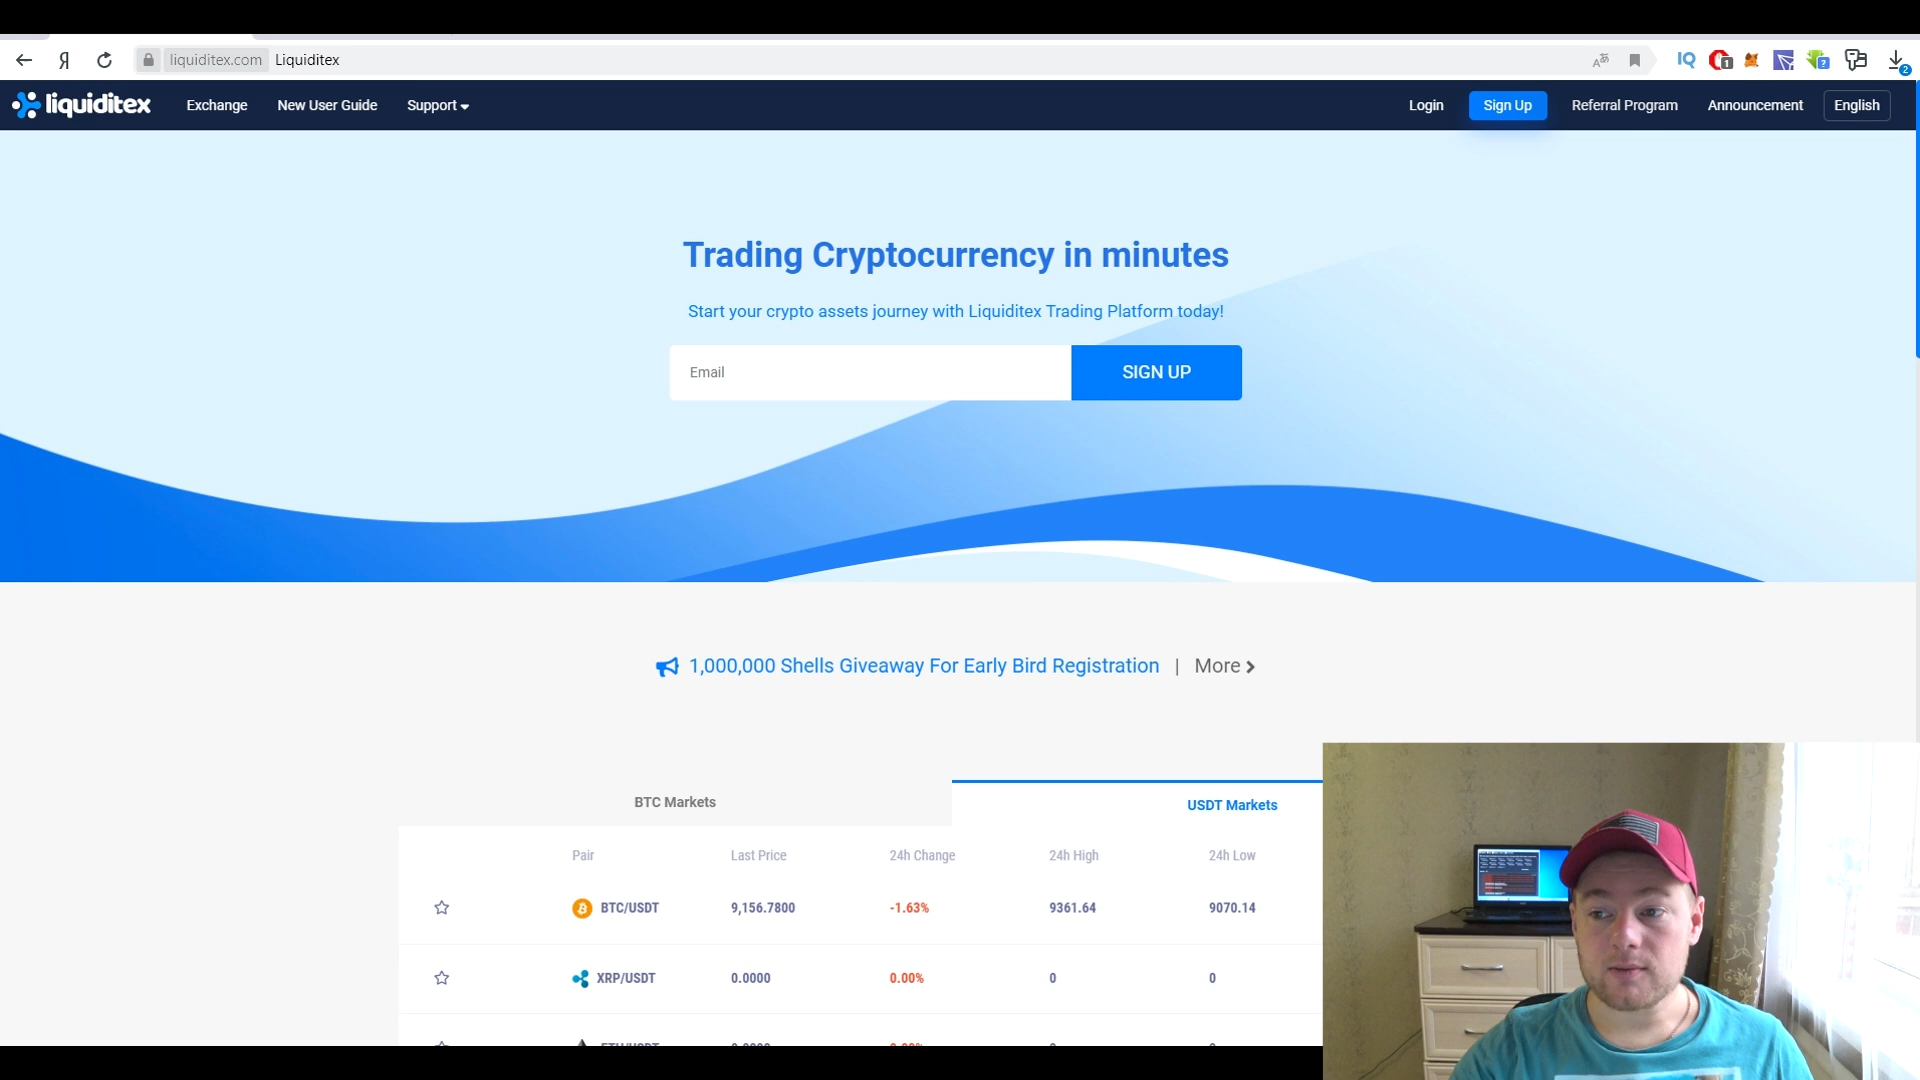 Я liquiditex.com Liquiditex IQ 1 ? 2
liquiditex Exchange New User Guide Support Login Sign Up Referral Program Announcement English
Trading Cryptocurrency in minutes
Start your crypto assets journey with Liquiditex Trading Platform today!
Email SIGN UP
1,000,000 Shells Giveaway For Early Bird Registration | More
BTC Markets USDT Markets
Pair Last Price 24h Change 24h High 24h Low
BTC/USDT 9,156.7800 -1.63% 9361.64 9070.14
XRP/USDT 0.0000 0.00% 0 0